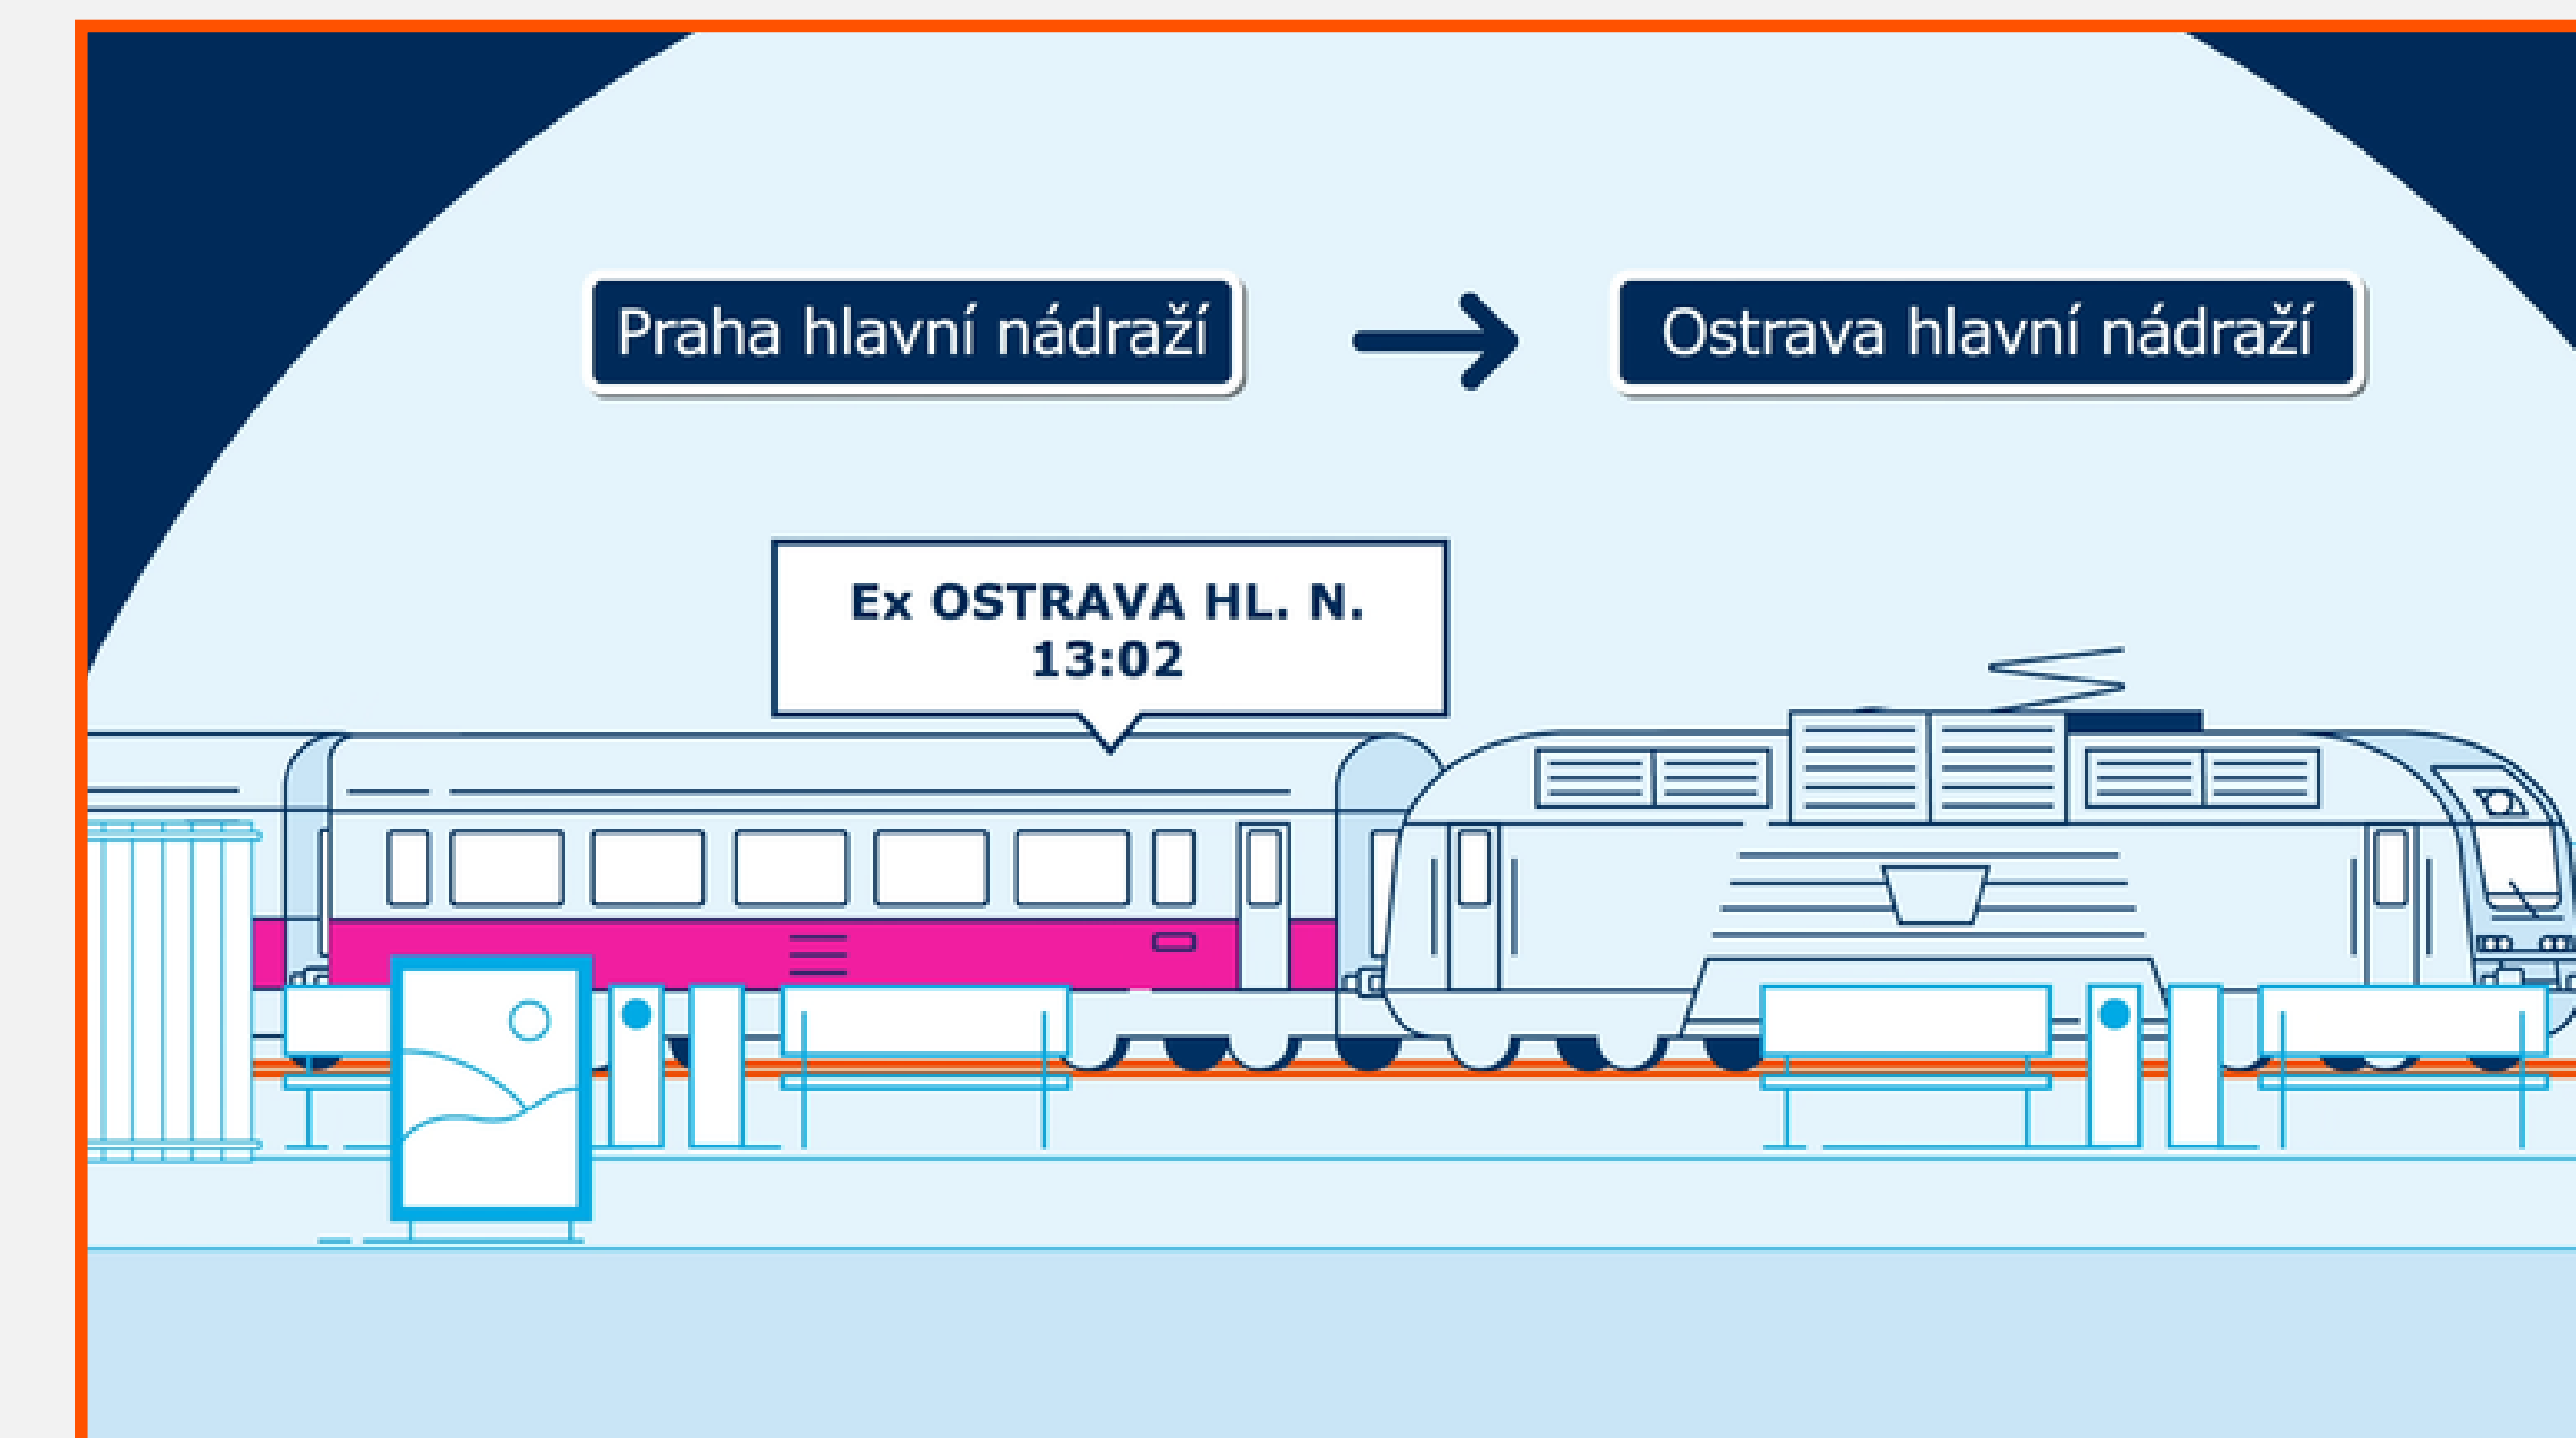 Praha hlavní nádraží
Ostrava hlavní nádraží
Ex OSTRAVA HL. N.
13:02